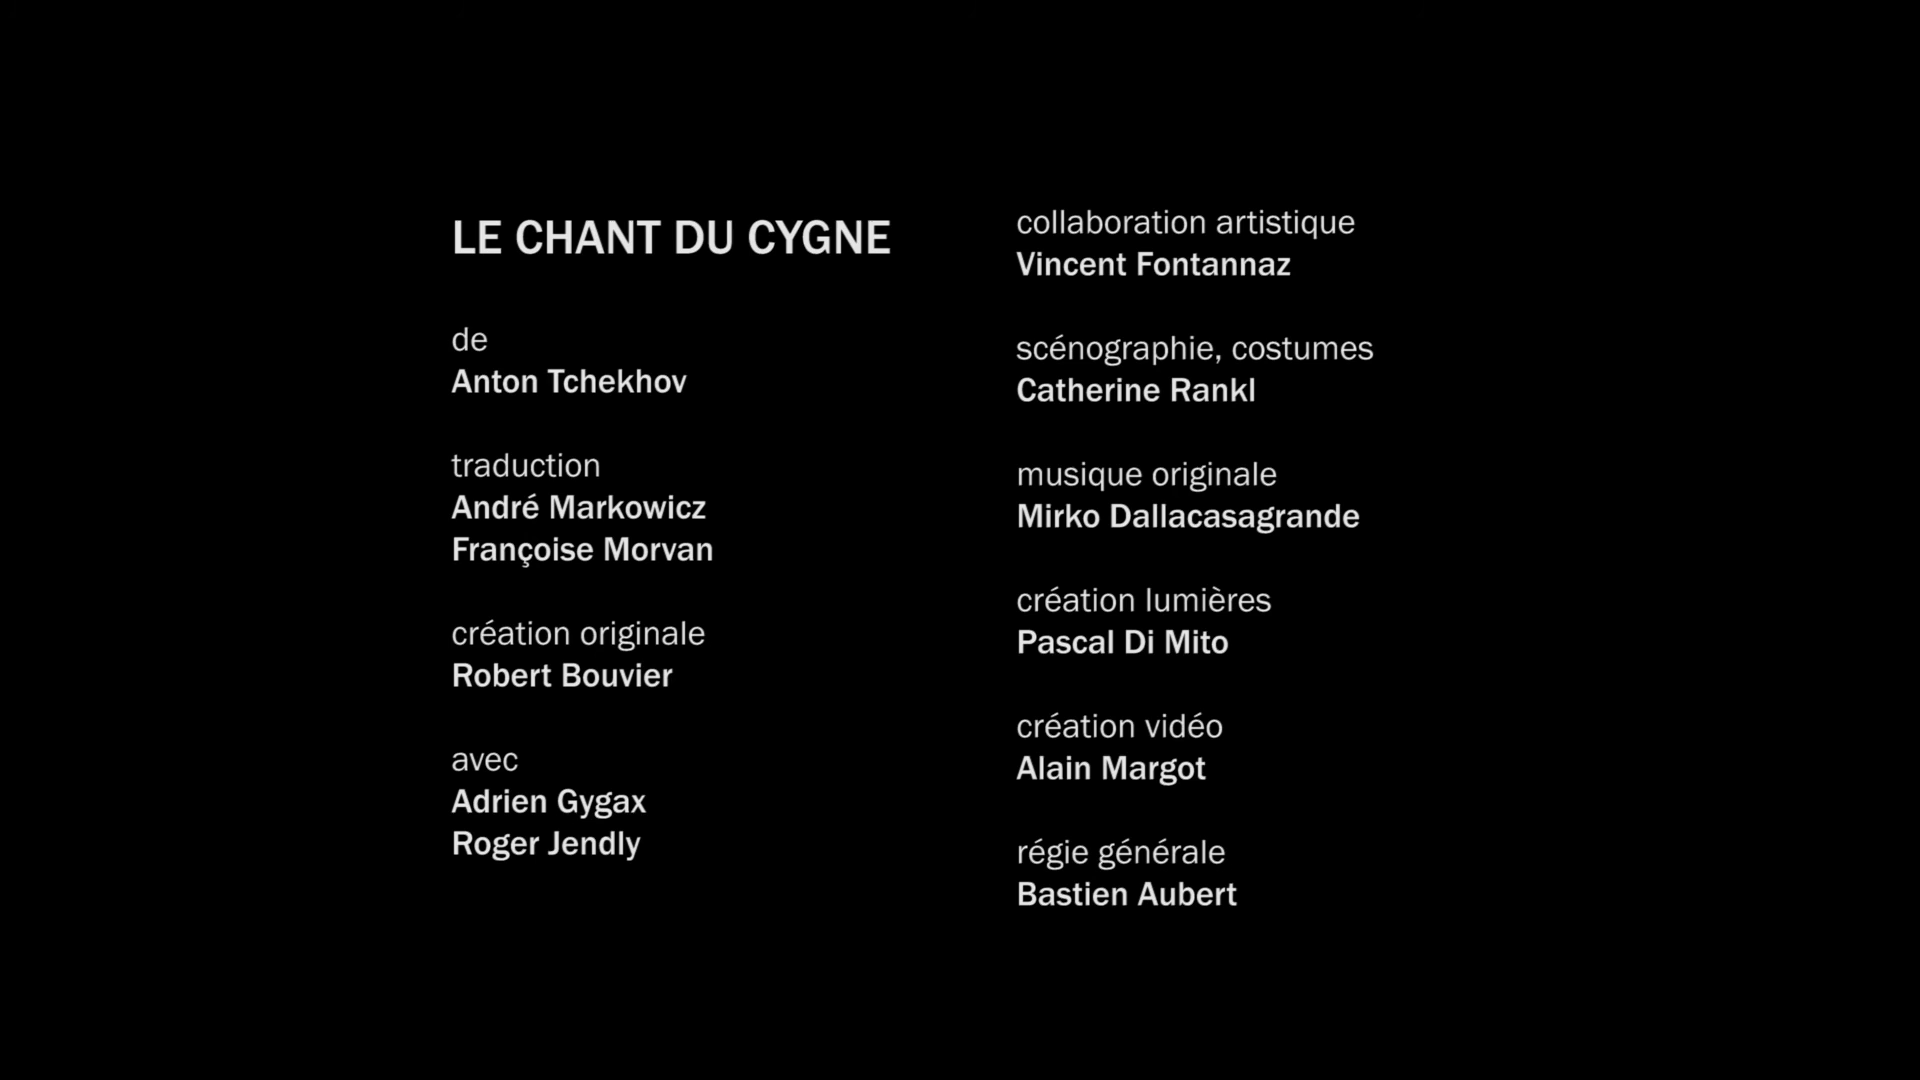 LE CHANT DU CYGNE
de
Anton Tchekhov
traduction
André Markowicz
Françoise Morvan
création originale
Robert Bouvier
avec
Adrien Gygax
Roger Jendly
collaboration artistique
Vincent Fontannaz
scénographie, costumes
Catherine Rankl
musique originale
Mirko Dallacasagrande
création lumières
Pascal Di Mito
création vidéo
Alain Margot
régie générale
Bastien Aubert